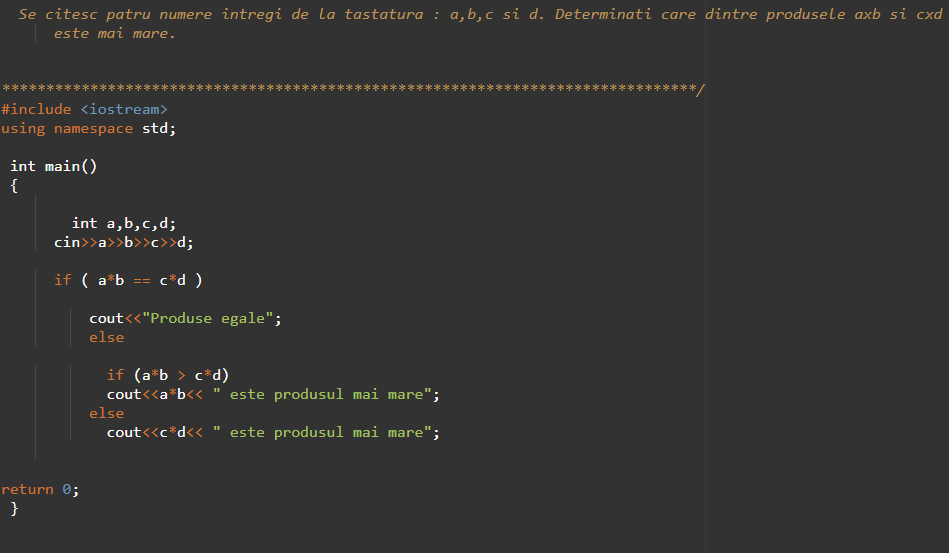 Se citesc patru numere intregi de la tastatura : a,b,c si d. Determinati care dintre produsele axb si cxd
este mai mare.
*******************************************************************************/
#include <iostream>
using namespace std;
int main()
{
int a,b,c,d;
cin>>a>>b>>c>>d;
if ( a*b == c*d )
cout<<"Produse egale";
else
if (a*b > c*d)
cout<<a*b<< " este produsul mai mare";
else
cout<<c*d<< " este produsul mai mare";
return 0;
}